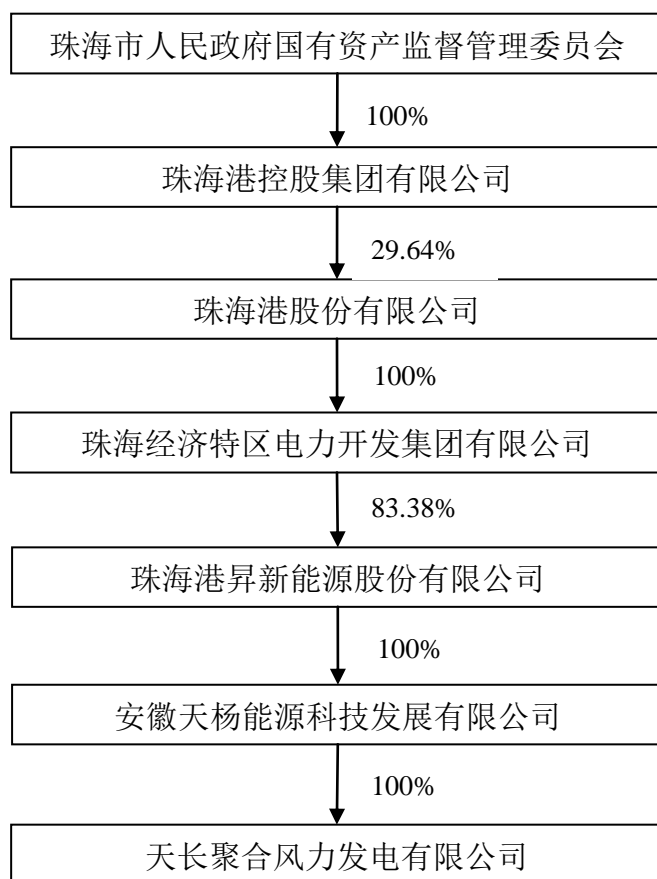 珠海市人民政府国有资产监督管理委员会
100%
珠海港控股集团有限公司
29.64%
珠海港股份有限公司
100%
珠海经济特区电力开发集团有限公司
83.38%
珠海港昇新能源股份有限公司
100%
安徽天杨能源科技发展有限公司
100%
天长聚合风力发电有限公司